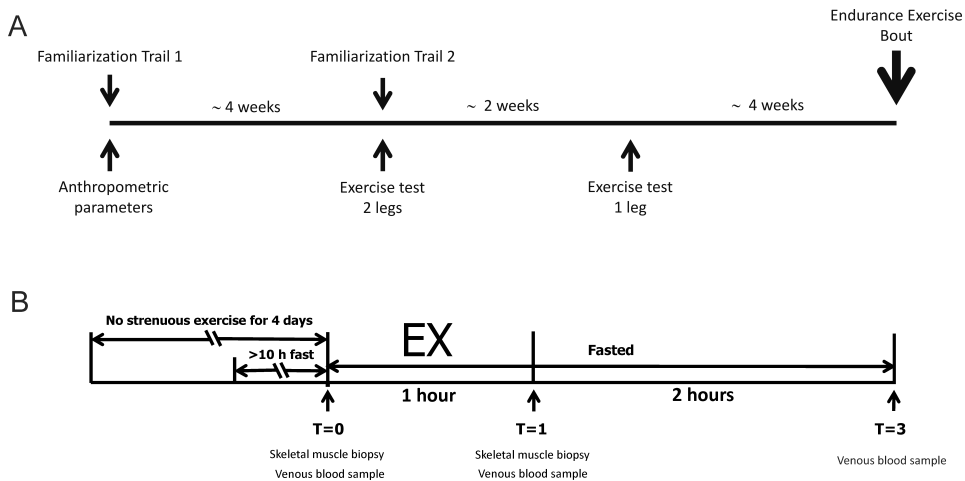 A
Endurance Exercise
Bout
Familiarization Trail 1
Familiarization Trail 2
~ 4 weeks
~ 2 weeks
~ 4 weeks
Anthropometric
parameters
Exercise test
2 legs
Exercise test
1 leg
B
No strenuous exercise for 4 days
EX
>10 h fast
Fasted
1 hour
2 hours
T=0
T=1
T=3
Skeletal muscle biopsy
Venous blood sample
Skeletal muscle biopsy
Venous blood sample
Venous blood sample